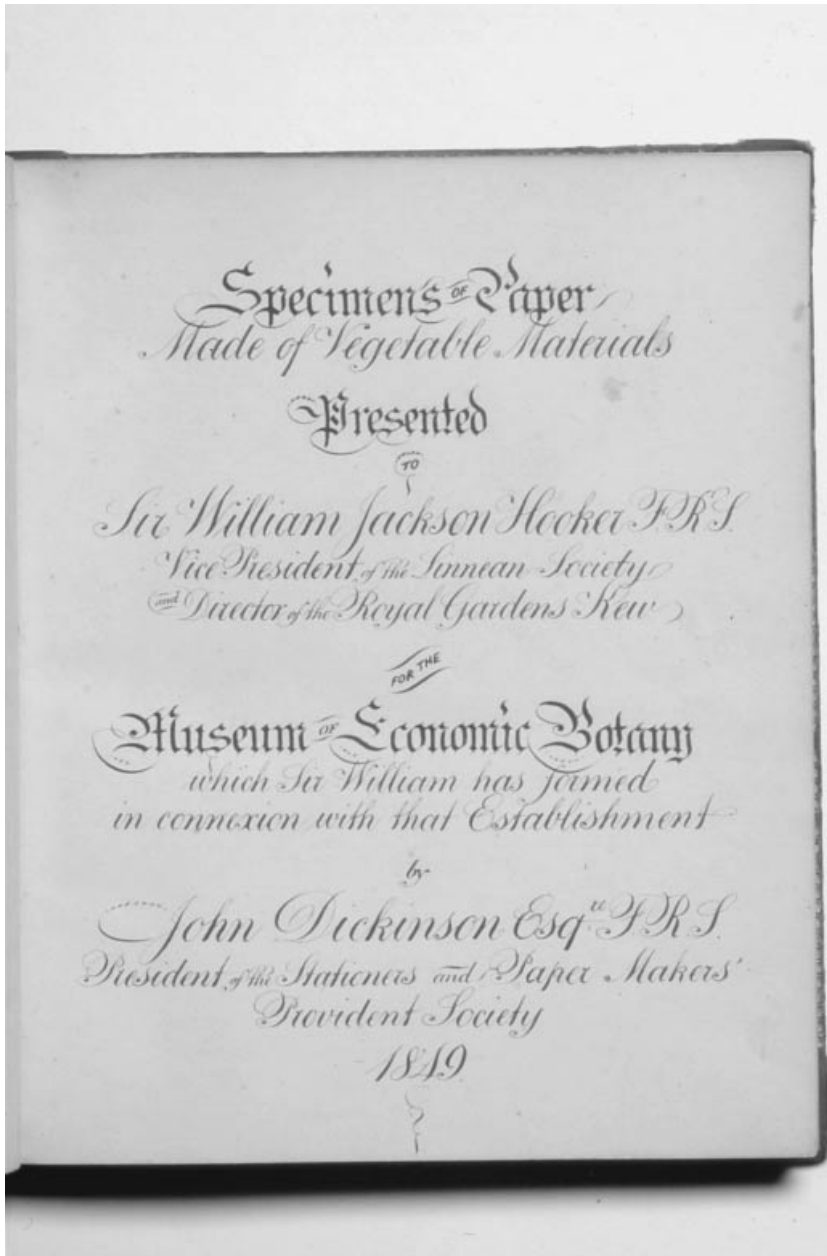 Specimens OF Paper
Made of Vegetable Materials
Presented
TO
Sir William Jackson Hooker F.R.S.
Vice President of the Linnean Society
and Director of the Royal Gardens Kew
FOR THE
Museum OF Economic Botany
which Sir William has formed
in connexion with that Establishment
by
John Dickinson Esqre F.R.S.
President of the Stationers and Paper Makers'
Provident Society
1849.